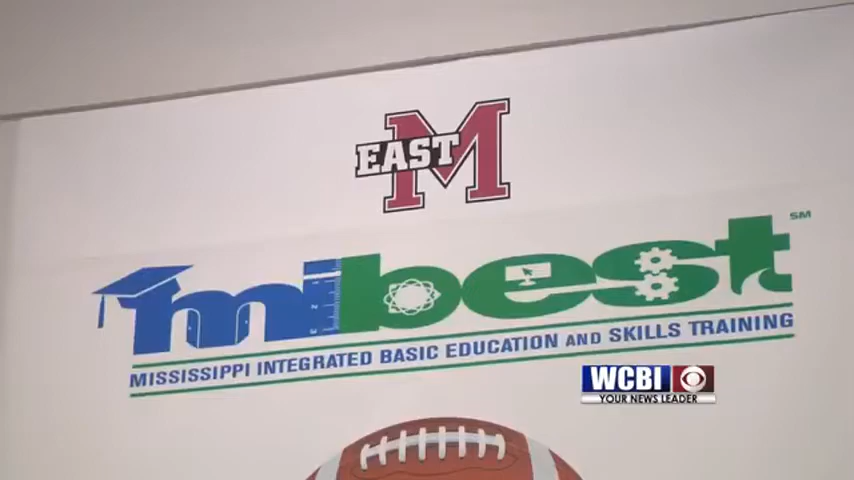 EAST M
mibest SM
MISSISSIPPI INTEGRATED BASIC EDUCATION AND SKILLS TRAINING
WCBI
YOUR NEWS LEADER